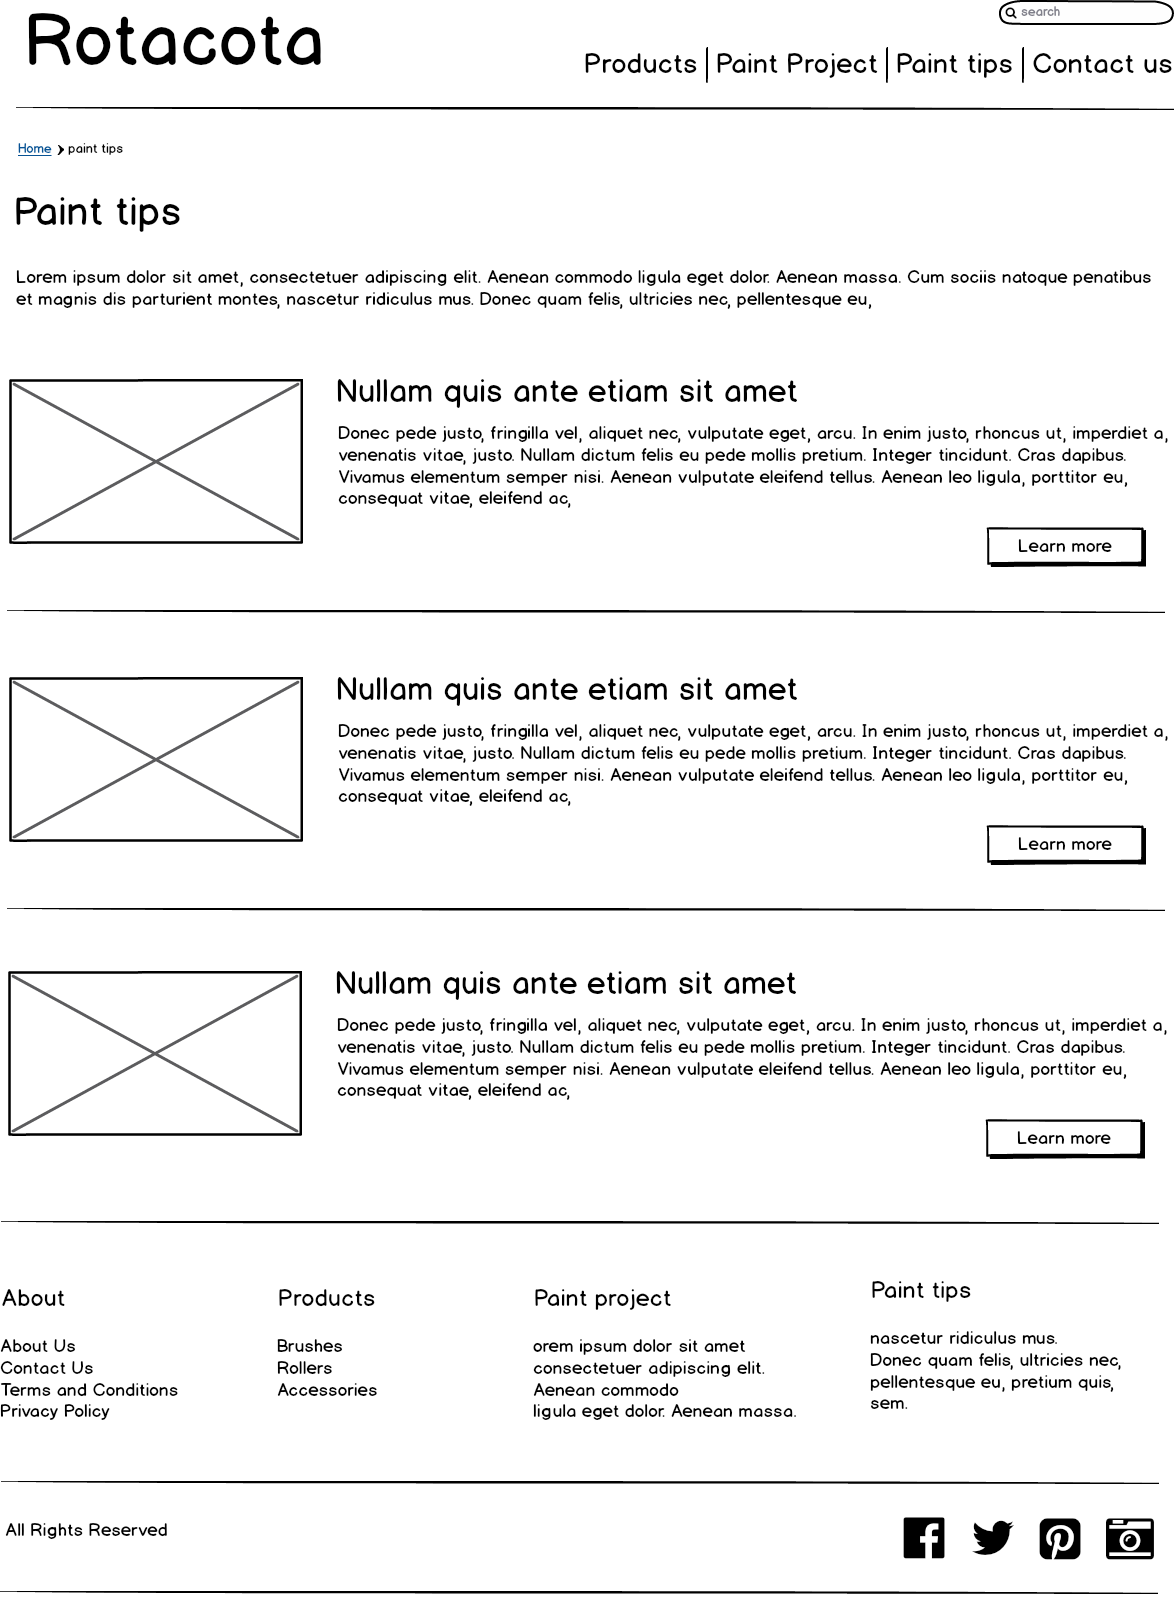 Rotacota
search
Products
Paint Project
Paint tips
Contact us
Home
paint tips
Paint tips
Lorem ipsum dolor sit amet, consectetuer adipiscing elit. Aenean commodo ligula eget dolor. Aenean massa. Cum sociis natoque penatibus
et magnis dis parturient montes, nascetur ridiculus mus. Donec quam felis, ultricies nec, pellentesque eu,
Nullam quis ante etiam sit amet
Donec pede justo, fringilla vel, aliquet nec, vulputate eget, arcu. In enim justo, rhoncus ut, imperdiet a,
venenatis vitae, justo. Nullam dictum felis eu pede mollis pretium. Integer tincidunt. Cras dapibus.
Vivamus elementum semper nisi. Aenean vulputate eleifend tellus. Aenean leo ligula, porttitor eu,
consequat vitae, eleifend ac,
Learn more
Nullam quis ante etiam sit amet
Donec pede justo, fringilla vel, aliquet nec, vulputate eget, arcu. In enim justo, rhoncus ut, imperdiet a,
venenatis vitae, justo. Nullam dictum felis eu pede mollis pretium. Integer tincidunt. Cras dapibus.
Vivamus elementum semper nisi. Aenean vulputate eleifend tellus. Aenean leo ligula, porttitor eu,
consequat vitae, eleifend ac,
Learn more
Nullam quis ante etiam sit amet
Donec pede justo, fringilla vel, aliquet nec, vulputate eget, arcu. In enim justo, rhoncus ut, imperdiet a,
venenatis vitae, justo. Nullam dictum felis eu pede mollis pretium. Integer tincidunt. Cras dapibus.
Vivamus elementum semper nisi. Aenean vulputate eleifend tellus. Aenean leo ligula, porttitor eu,
consequat vitae, eleifend ac,
Learn more
About
About Us
Contact Us
Terms and Conditions
Privacy Policy
Products
Brushes
Rollers
Accessories
Paint project
orem ipsum dolor sit amet
consectetuer adipiscing elit.
Aenean commodo
ligula eget dolor. Aenean massa.
Paint tips
nascetur ridiculus mus.
Donec quam felis, ultricies nec,
pellentesque eu, pretium quis,
sem.
All Rights Reserved